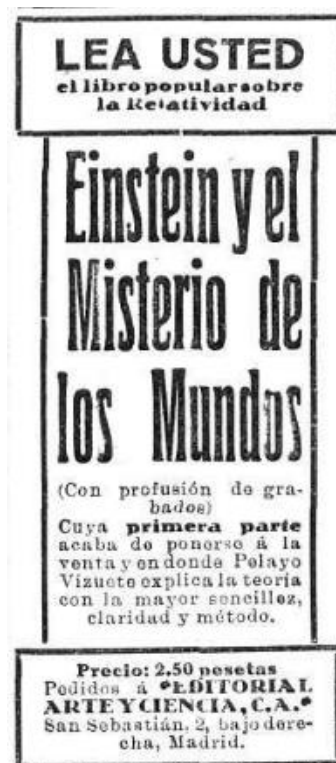 LEA USTED
el libro popular sobre
la Relatividad
Einstein y el
Misterio de
los Mundos
(Con profusión de gra-
bados)
Cuya primera parte
acaba de ponerse á la
venta y en donde Pelayo
Vizuete explica la teoría
con la mayor sencillez,
claridad y método.
Precio: 2.50 pesetas
Pedidos á "EDITORIAL
ARTE Y CIENCIA, C.A."
San Sebastián, 2, bajo dere-
cha, Madrid.